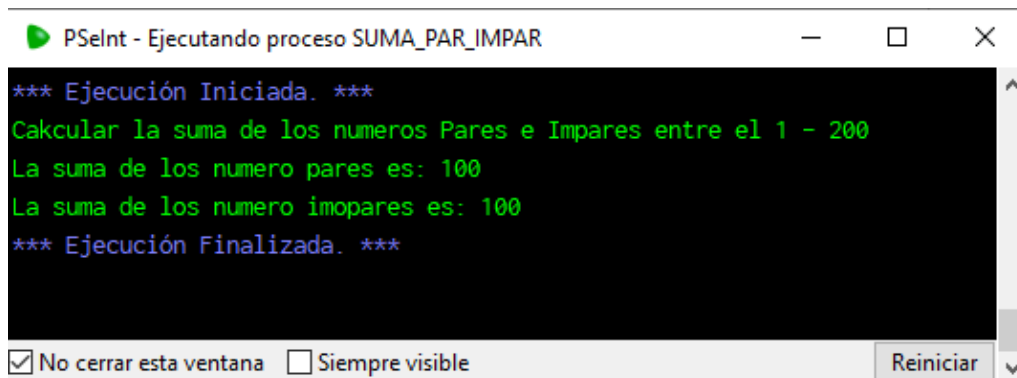 PSeInt - Ejecutando proceso SUMA_PAR_IMPAR
*** Ejecución Iniciada. ***
Cakcular la suma de los numeros Pares e Impares entre el 1 - 200
La suma de los numero pares es: 100
La suma de los numero imopares es: 100
*** Ejecución Finalizada. ***
No cerrar esta ventana Siempre visible Reiniciar